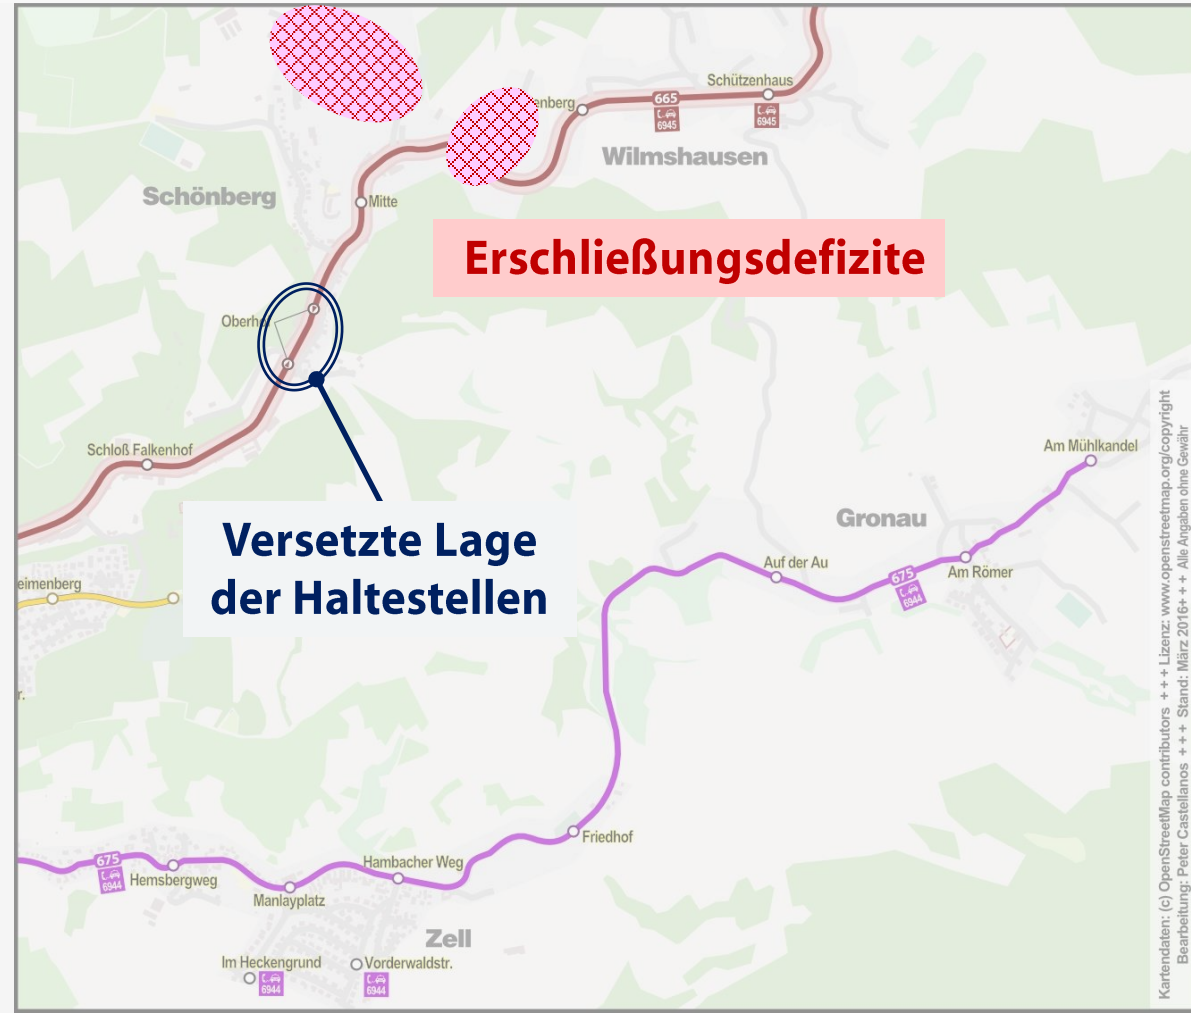 Schützenhaus
enberg
665
6945
6945
Wilmshausen
Schönberg
Mitte
Erschließungsdefizite
Oberh
Schloß Falkenhof
Am Mühlkandel
Versetzte Lage
der Haltestellen
Gronau
eimenberg
Auf der Au
675
6944
Am Römer
r.
Friedhof
675
6944
Hemsbergweg
Hambacher Weg
Manlayplatz
Zell
Im Heckengrund
6944
Vorderwaldstr.
6944
Kartendaten: (c) OpenStreetMap contributors + + + Lizenz: www.openstreetmap.org/copyright
Bearbeitung: Peter Castellanos + + + Stand: März 2016+ + + Alle Angaben ohne Gewähr